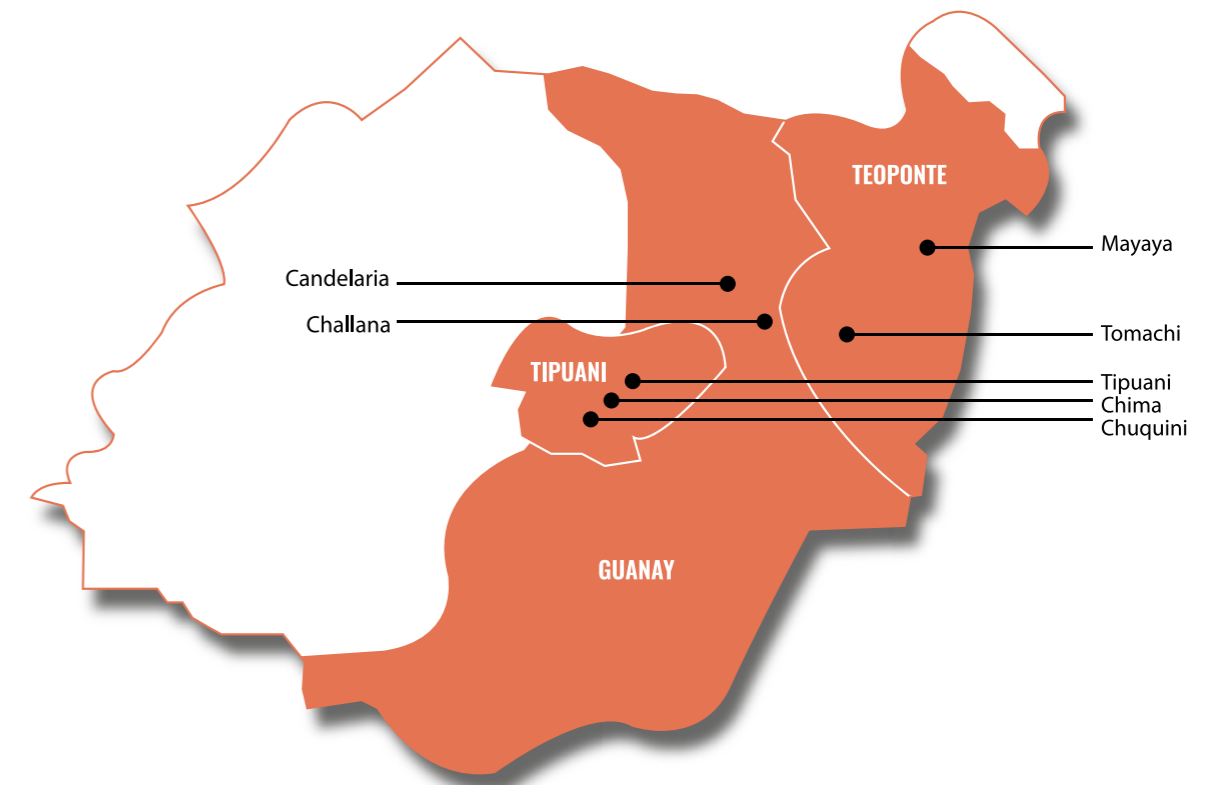 TEOPONTE
Mayaya
Candelaria
Challana
Tomachi
TIPUANI
Tipuani
Chima
Chuquini
GUANAY